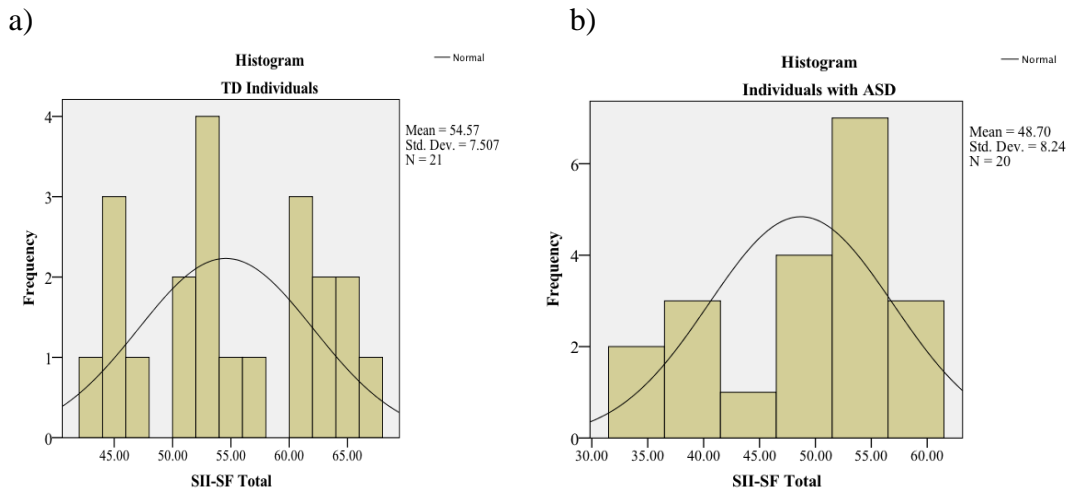 a)
Histogram
Normal
TD Individuals
Mean = 54.57
Std. Dev. = 7.507
N = 21
Frequency
4
3
2
1
0
45.00 50.00 55.00 60.00 65.00
SII-SF Total
b)
Histogram
Normal
Individuals with ASD
Mean = 48.70
Std. Dev. = 8.24
N = 20
Frequency
6
4
2
0
30.00 35.00 40.00 45.00 50.00 55.00 60.00
SII-SF Total